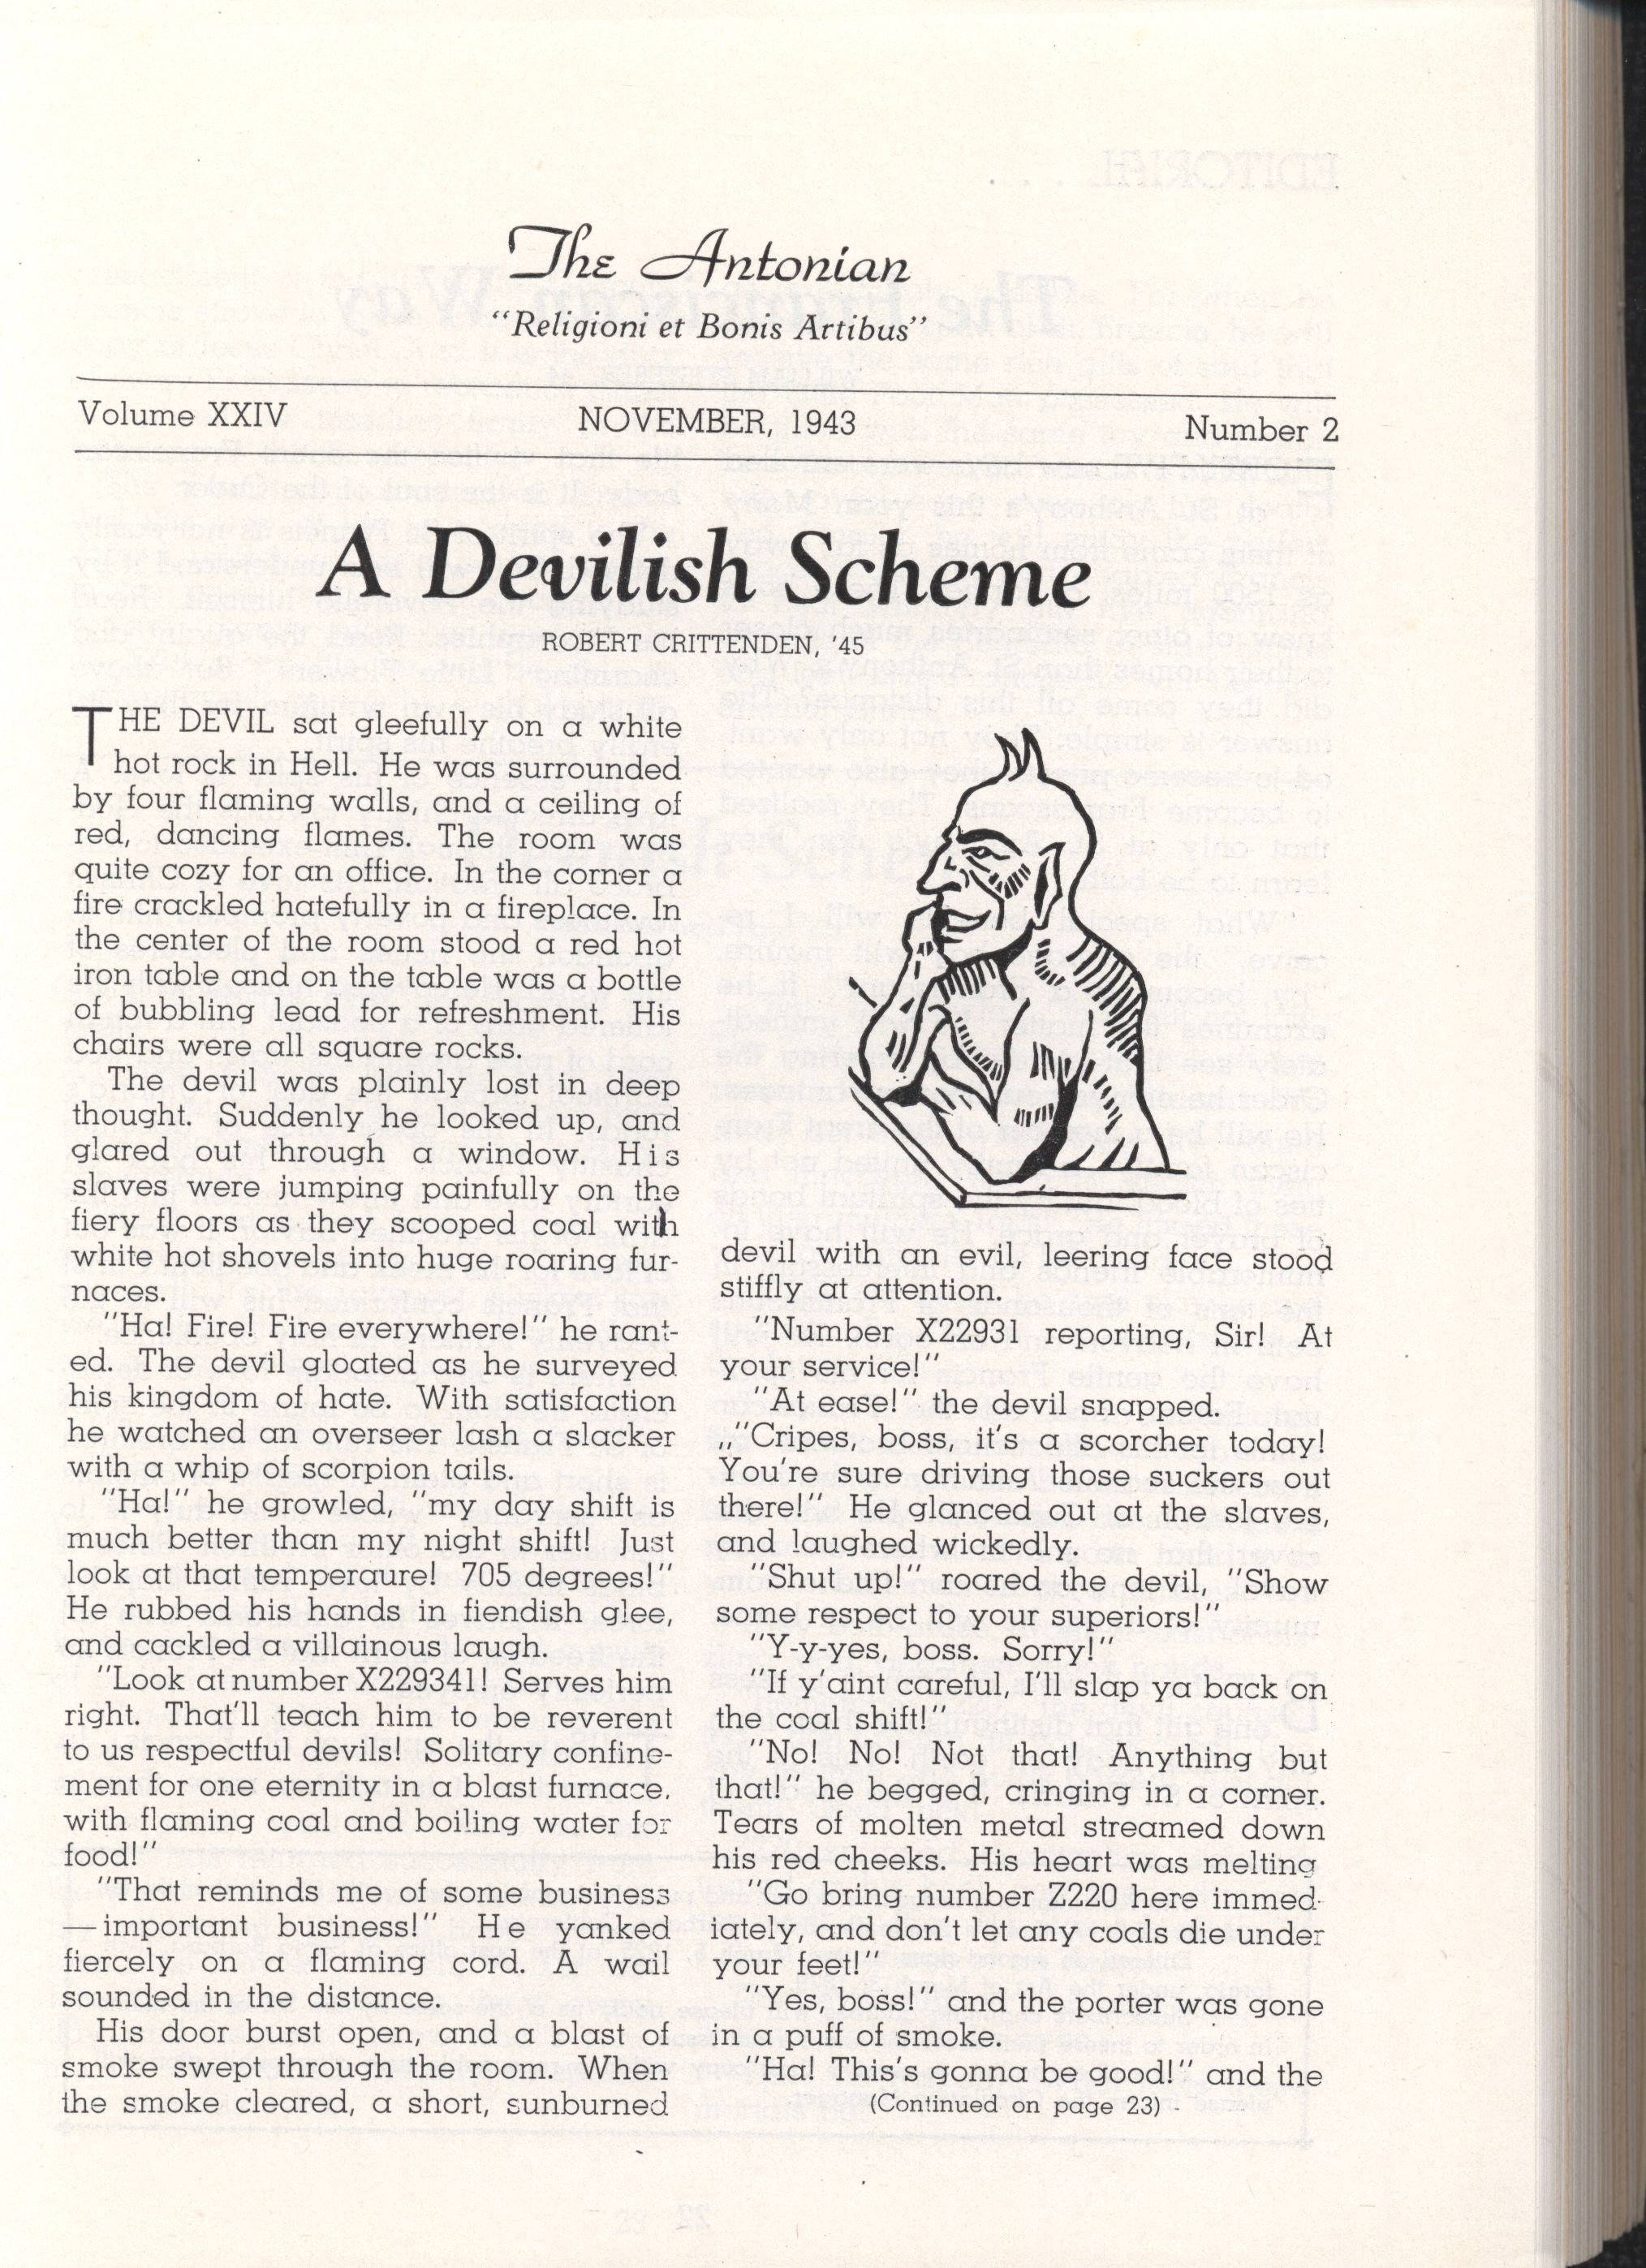 The Antonian
"Religioni et Bonis Artibus"
Volume XXIV NOVEMBER, 1943 Number 2
A Devilish Scheme
ROBERT CRITTENDEN, '45
THE DEVIL sat gleefully on a white
hot rock in Hell. He was surrounded
by four flaming walls, and a ceiling of
red, dancing flames. The room was
quite cozy for an office. In the corner a
fire crackled hatefully in a fireplace. In
the center of the room stood a red hot
iron table and on the table was a bottle
of bubbling lead for refreshment. His
chairs were all square rocks.
The devil was plainly lost in deep
thought. Suddenly he looked up, and
glared out through a window. His
slaves were jumping painfully on the
fiery floors as they scooped coal with
white hot shovels into huge roaring fur-
naces.
"Ha! Fire! Fire everywhere!" he rant-
ed. The devil gloated as he surveyed
his kingdom of hate. With satisfaction
he watched an overseer lash a slacker
with a whip of scorpion tails.
"Ha!" he growled, "my day shift is
much better than my night shift! Just
look at that temperaure! 705 degrees!"
He rubbed his hands in fiendish glee,
and cackled a villainous laugh.
"Look at number X229341! Serves him
right. That'll teach him to be reverent
to us respectful devils! Solitary confine-
ment for one eternity in a blast furnace,
with flaming coal and boiling water for
food!"
"That reminds me of some business
—important business!" He yanked
fiercely on a flaming cord. A wail
sounded in the distance.
His door burst open, and a blast of
smoke swept through the room. When
the smoke cleared, a short, sunburned
devil with an evil, leering face stood
stiffly at attention.
"Number X22931 reporting, Sir! At
your service!"
"At ease!" the devil snapped.
,,"Cripes, boss, it's a scorcher today!
You're sure driving those suckers out
there!" He glanced out at the slaves,
and laughed wickedly.
"Shut up!" roared the devil, "Show
some respect to your superiors!"
"Y-y-yes, boss. Sorry!"
"If y'aint careful, I'll slap ya back on
the coal shift!"
"No! No! Not that! Anything but
that!" he begged, cringing in a corner.
Tears of molten metal streamed down
his red cheeks. His heart was melting
"Go bring number Z220 here immed-
iately, and don't let any coals die under
your feet!"
"Yes, boss!" and the porter was gone
in a puff of smoke.
"Ha! This's gonna be good!" and the
(Continued on page 23)